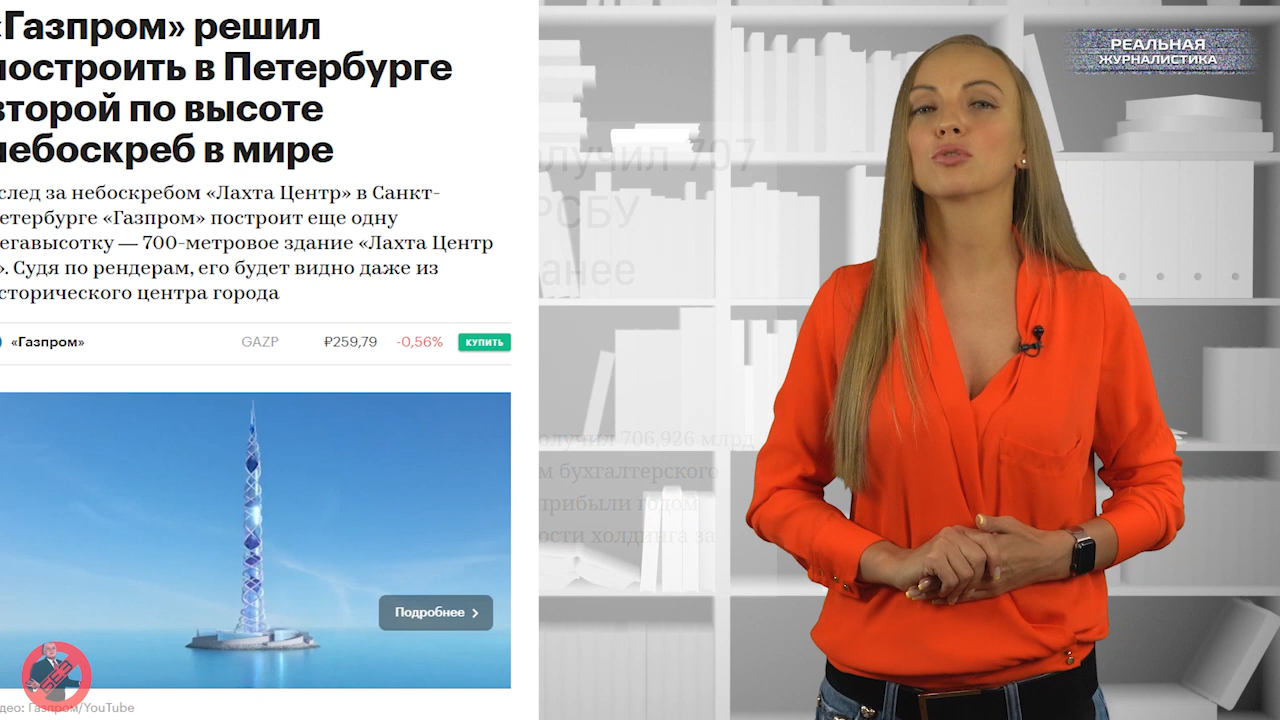 «Газпром» решил
построить в Петербурге
второй по высоте
небоскреб в мире
след за небоскребом «Лахта Центр» в Санкт-
етербурге «Газпром» построит еще одну
егавысотку — 700-метровое здание «Лахта Центр
». Судя по рендерам, его будет видно даже из
сторического центра города
«Газпром» GAZP ₽259,79 -0,56% КУПИТЬ
Подробнее
БЕЗ
део: Газпром/YouTube
олучил 707
РСБУ
анее
олучил 706,926 млрд
м бухгалтерского
прибыли годом
ости холдинга за
РЕАЛЬНАЯ
ЖУРНАЛИСТИКА